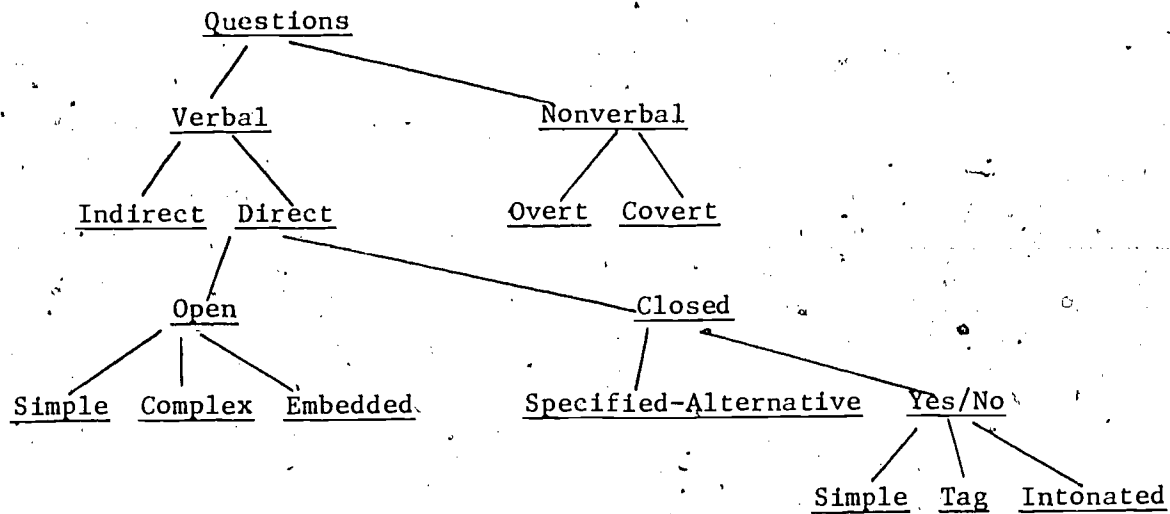 Questions
Verbal Nonverbal
Indirect Direct Overt Covert
Open Closed
Simple Complex Embedded Specified-Alternative Yes/No
Simple Tag Intonated